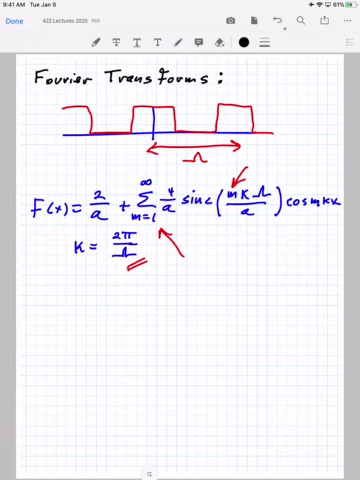 9:41 AM Tue Jan 9
61%
Done
422 Lectures 2020
PDF
Fourier Transforms:
Λ
F(x) = 2/a + ∑_{m=1}^{∞} 4/a sinc(mKΛ/a) cos mKx
K = 2π/Λ